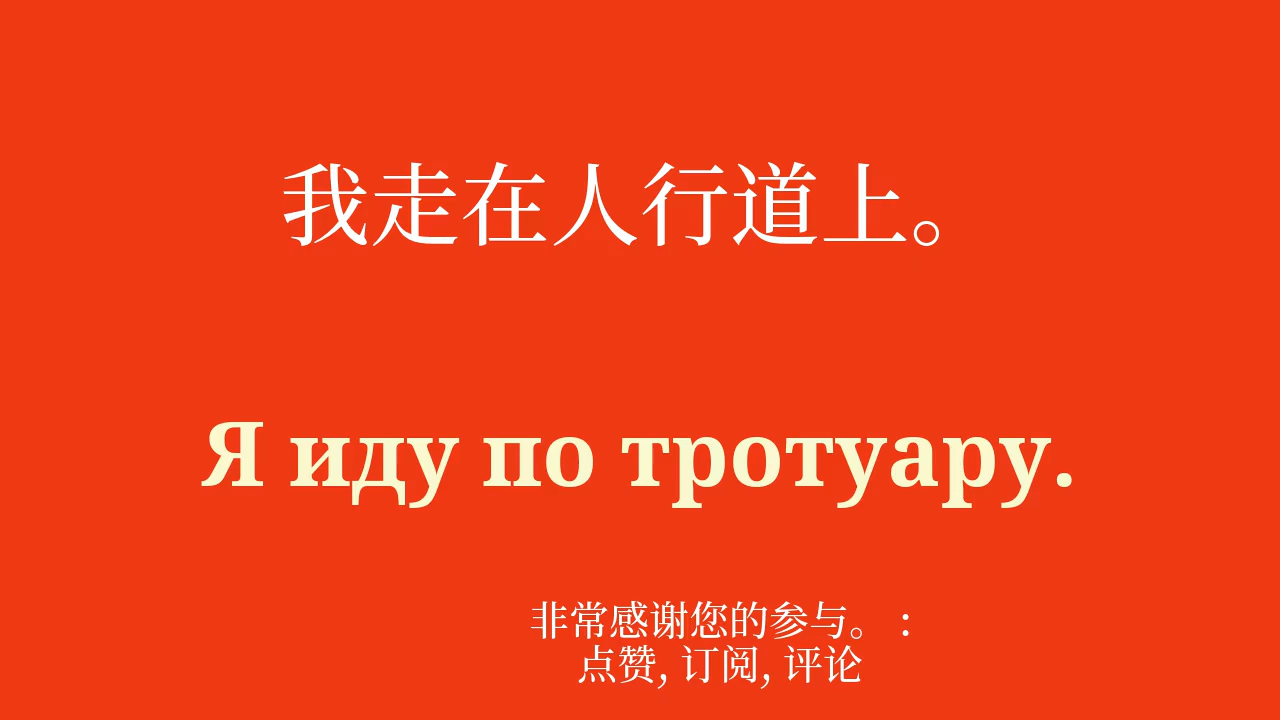 我走在人行道上。
Я иду по тротуару.
非常感谢您的参与。 :
点赞, 订阅, 评论